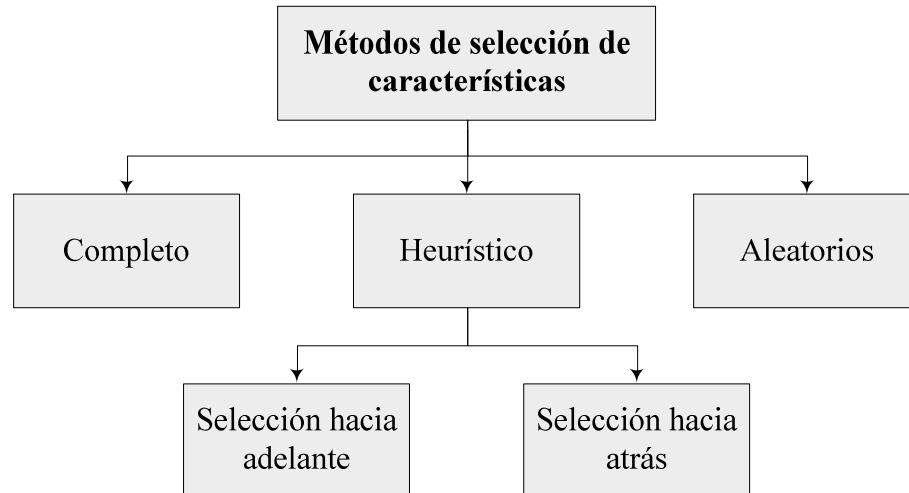 Métodos de selección de
características
Completo
Heurístico
Aleatorios
Selección hacia
adelante
Selección hacia
atrás